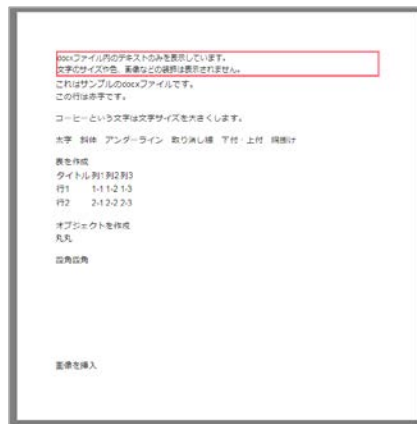 docxファイル内のテキストのみを表示しています。
文字のサイズや色、画像などの装飾は表示されません。
これはサンプルのdocxファイルです。
この行は赤字です。
コーヒーという文字は文字サイズを大きくします。
太字 斜体 アンダーライン 取り消し線 下付・上付 網掛け
表を作成
タイトル 列1 列2 列3
行1 1-1 1-2 1-3
行2 2-1 2-2 2-3
オブジェクトを作成
丸丸
四角四角
画像を挿入